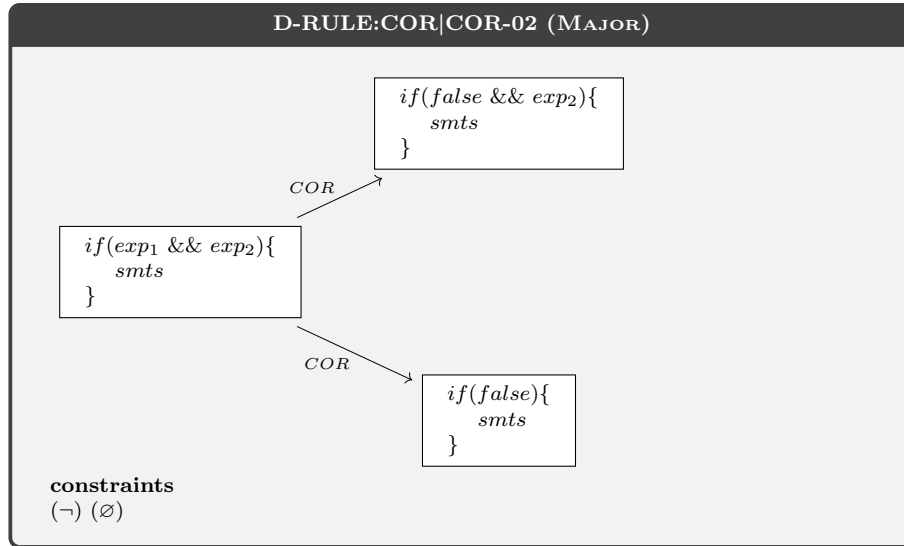 D-RULE:COR|COR-02 (MAJOR)
if(false && exp₂){
smts
}
COR
if(exp₁ && exp₂){
smts
}
COR
if(false){
smts
}
constraints
(¬) (∅)